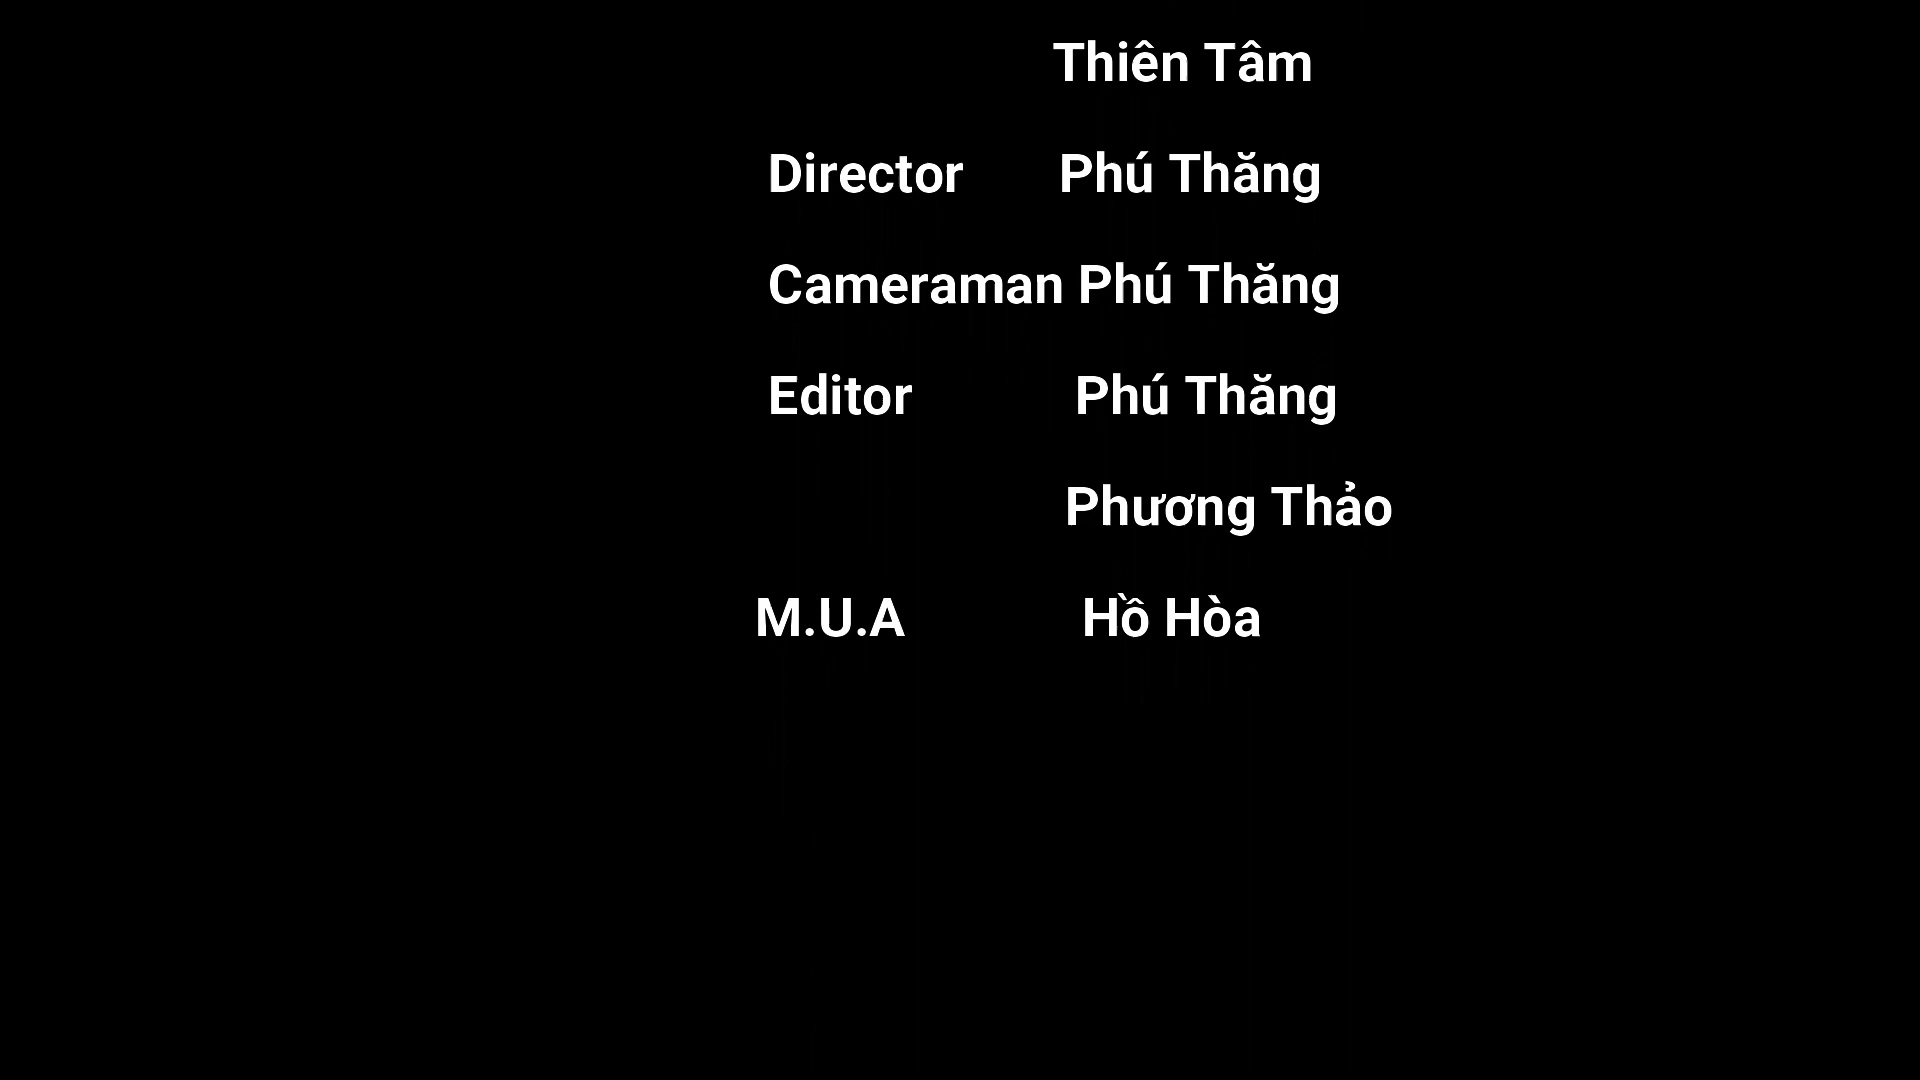 Thiên Tâm
Director Phú Thăng
Cameraman Phú Thăng
Editor Phú Thăng
Phương Thảo
M.U.A Hồ Hòa